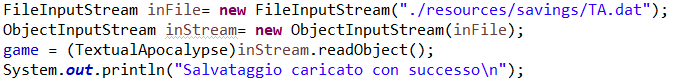 FileInputStream inFile= new FileInputStream("./resources/savings/TA.dat");
ObjectInputStream inStream= new ObjectInputStream(inFile);
game = (TextualApocalypse)inStream.readObject();
System.out.println("Salvataggio caricato con successo\n");